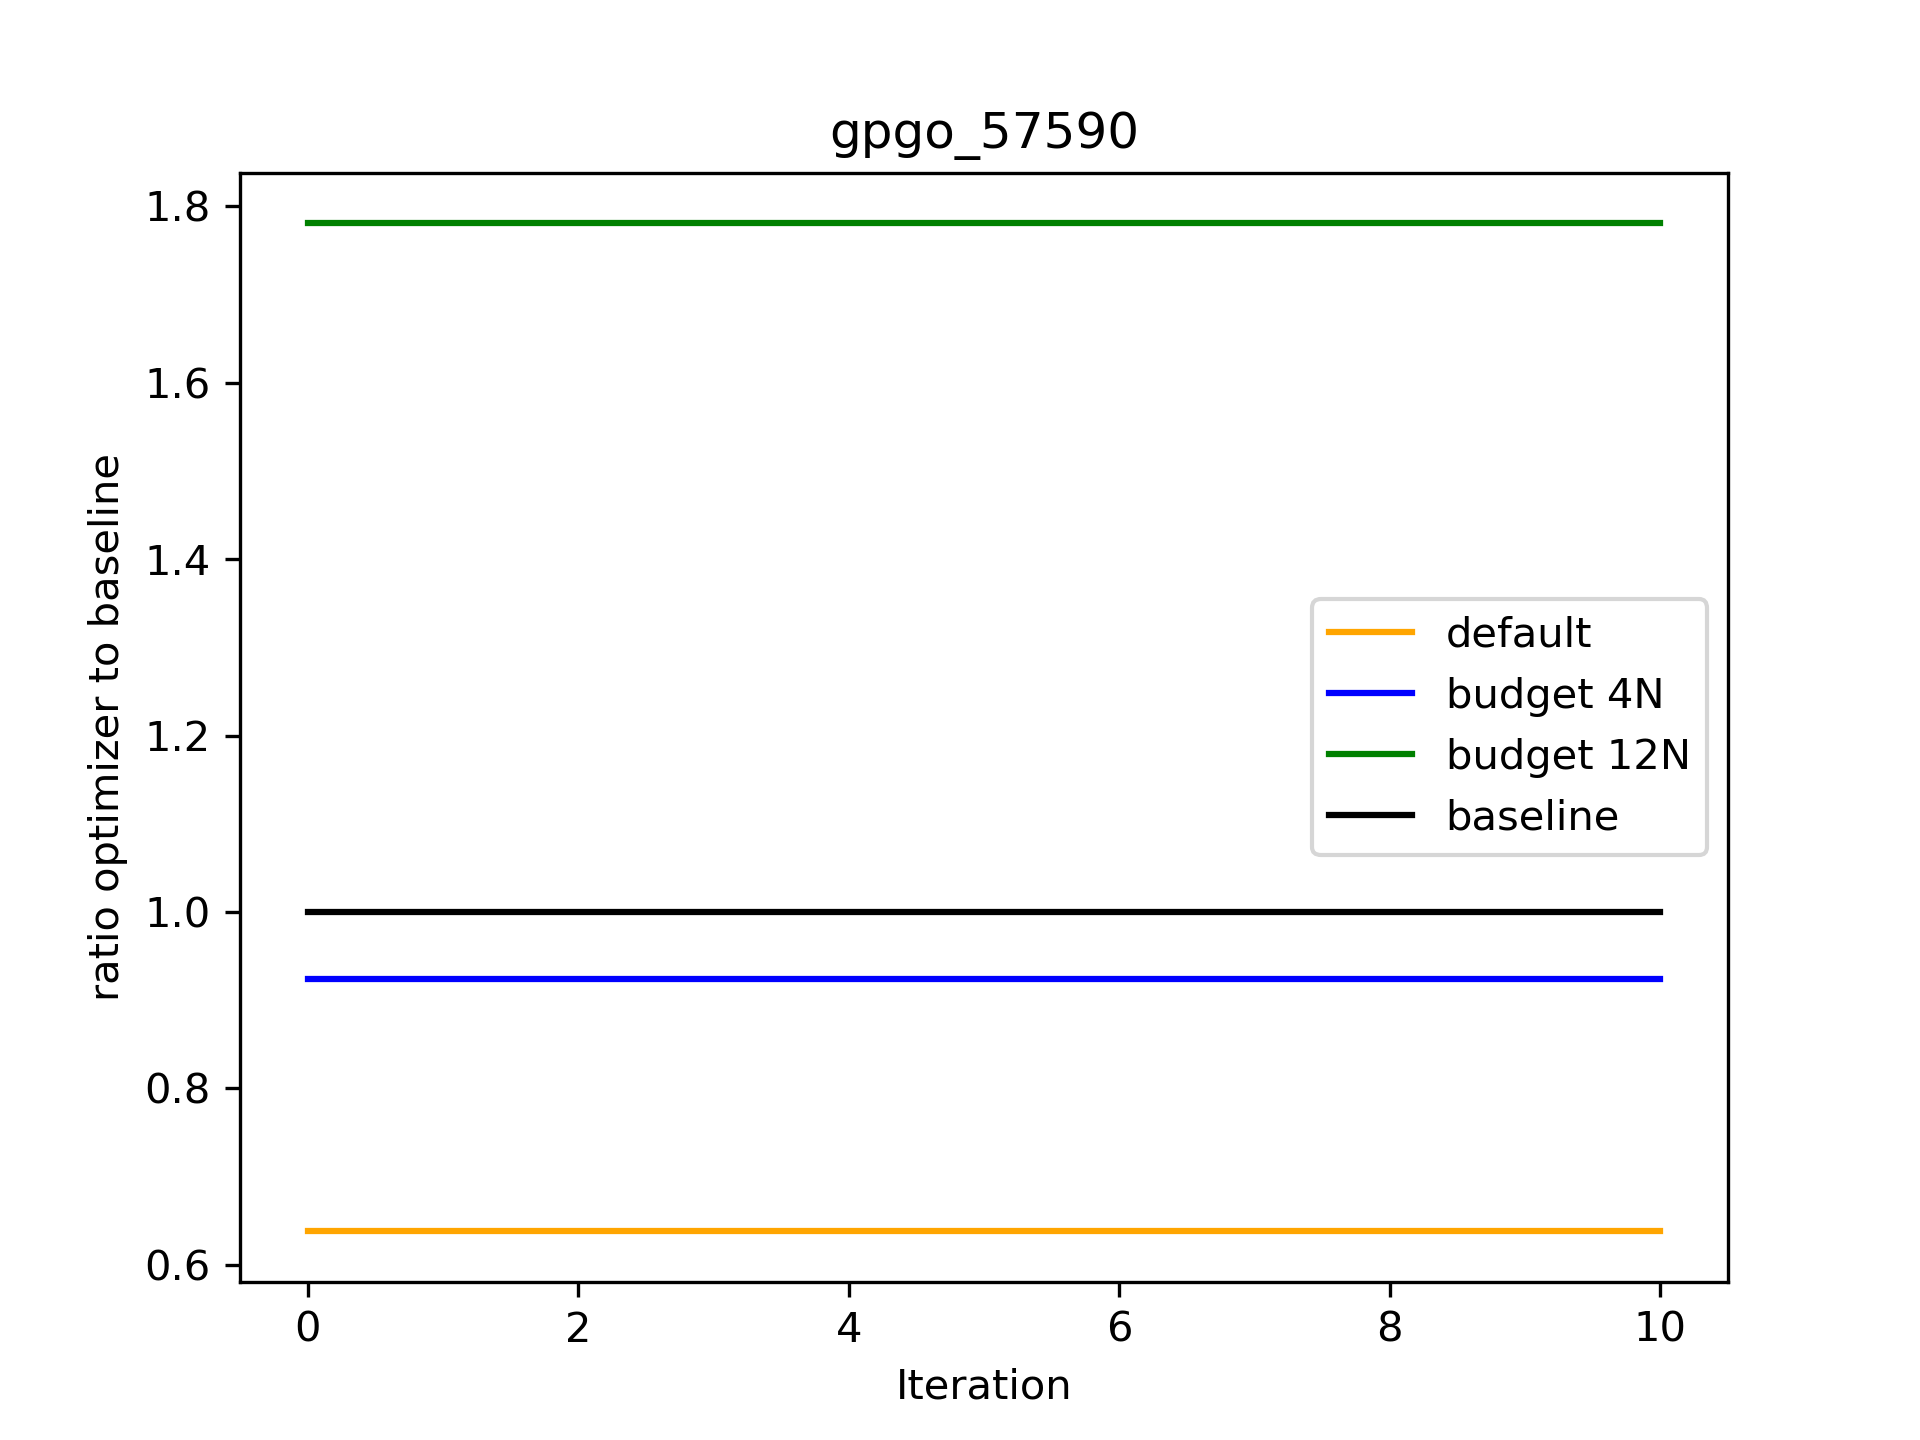 gpgo_57590
1.8
1.6
1.4
1.2
1.0
0.8
0.6
ratio optimizer to baseline
default
budget 4N
budget 12N
baseline
0 2 4 6 8 10
Iteration